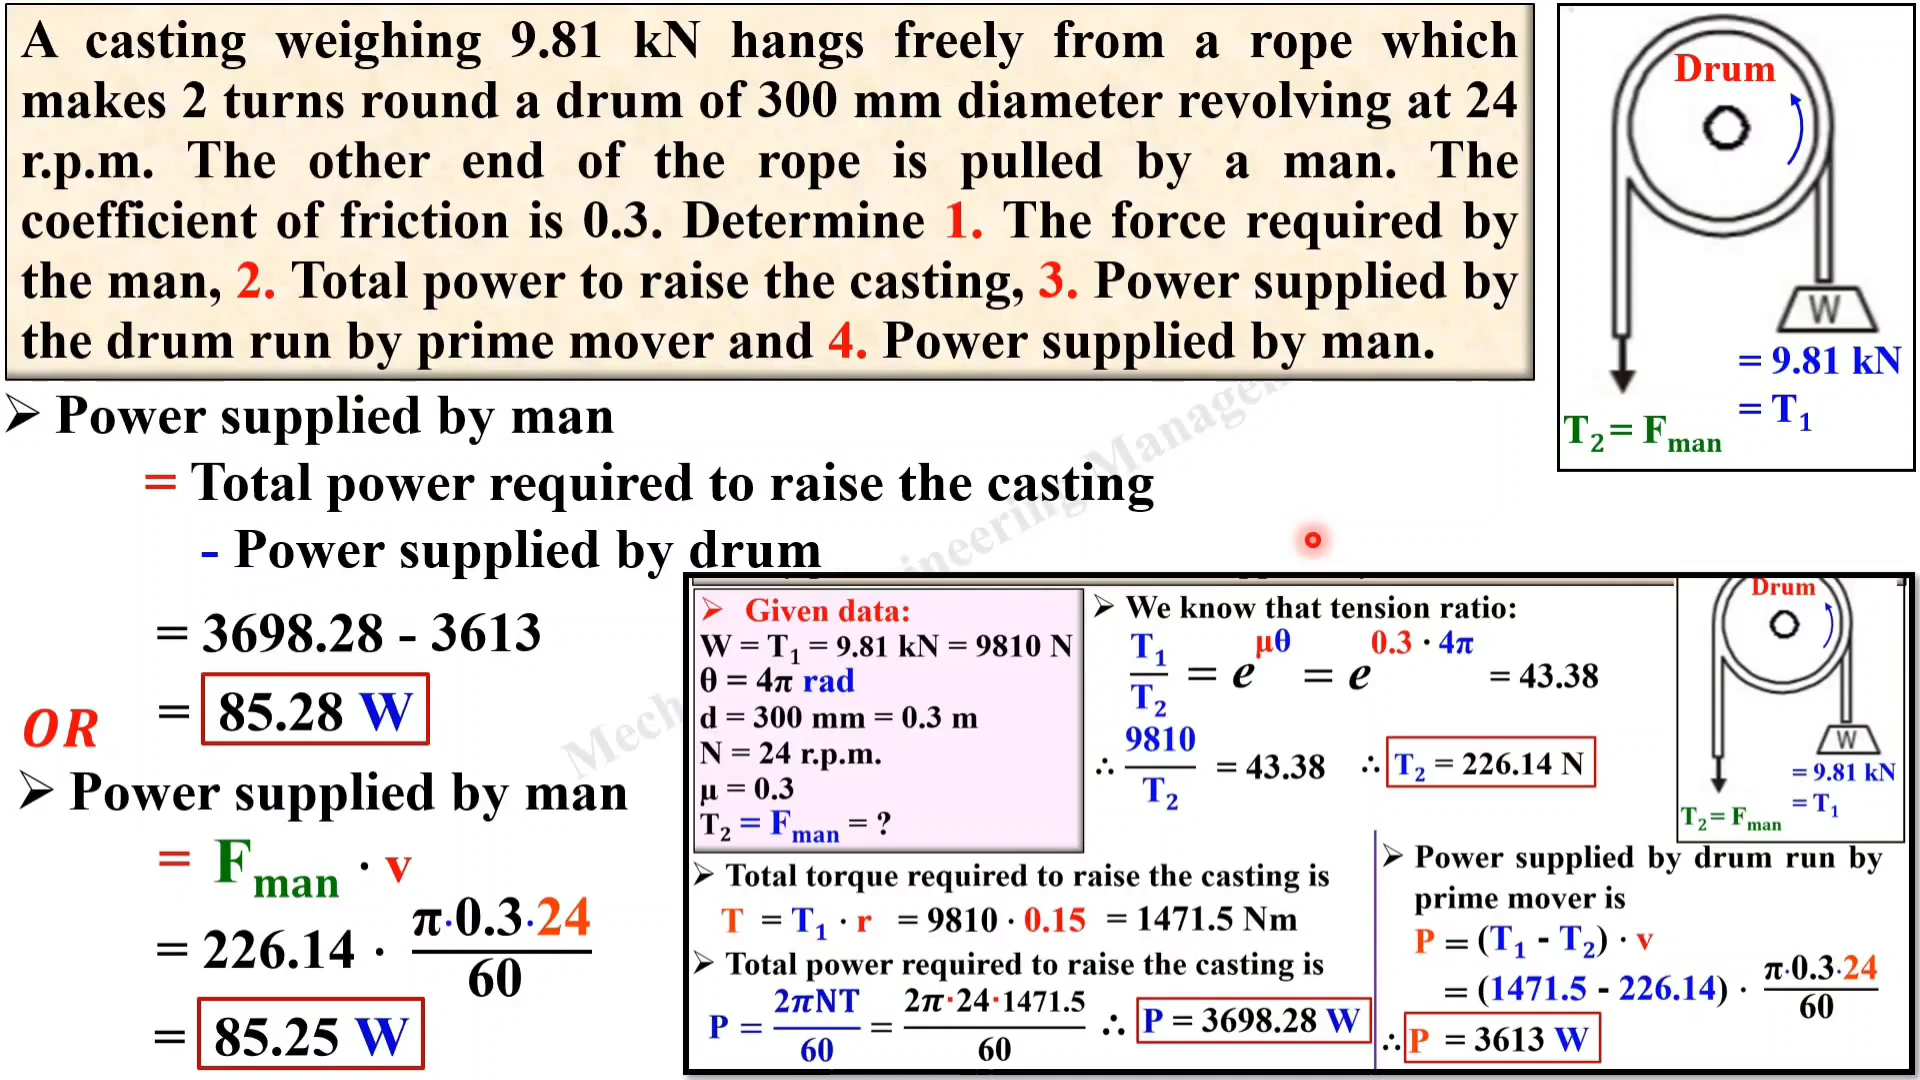 A casting weighing 9.81 kN hangs freely from a rope which
makes 2 turns round a drum of 300 mm diameter revolving at 24
r.p.m. The other end of the rope is pulled by a man. The
coefficient of friction is 0.3. Determine 1. The force required by
the man, 2. Total power to raise the casting, 3. Power supplied by
the drum run by prime mover and 4. Power supplied by man.
Drum
W
= 9.81 kN
= T₁
T₂ = Fman
➢ Power supplied by man
= Total power required to raise the casting
- Power supplied by drum
= 3698.28 - 3613
= 85.28 W
OR
➢ Power supplied by man
= Fman · v
= 226.14 · π·0.3·24 / 60
= 85.25 W
➢ Given data:
W = T₁ = 9.81 kN = 9810 N
θ = 4π rad
d = 300 mm = 0.3 m
N = 24 r.p.m.
μ = 0.3
T₂ = Fman = ?
➢ We know that tension ratio:
T₁ / T₂ = e^μθ = e^0.3 · 4π = 43.38
∴ 9810 / T₂ = 43.38 ∴ T₂ = 226.14 N
Drum
W
= 9.81 kN
= T₁
T₂ = Fman
➢ Total torque required to raise the casting is
T = T₁ · r = 9810 · 0.15 = 1471.5 Nm
➢ Total power required to raise the casting is
P = 2πNT / 60 = 2π·24·1471.5 / 60 ∴ P = 3698.28 W
➢ Power supplied by drum run by
prime mover is
P = (T₁ - T₂) · v
= (1471.5 - 226.14) · π·0.3·24 / 60
∴ P = 3613 W